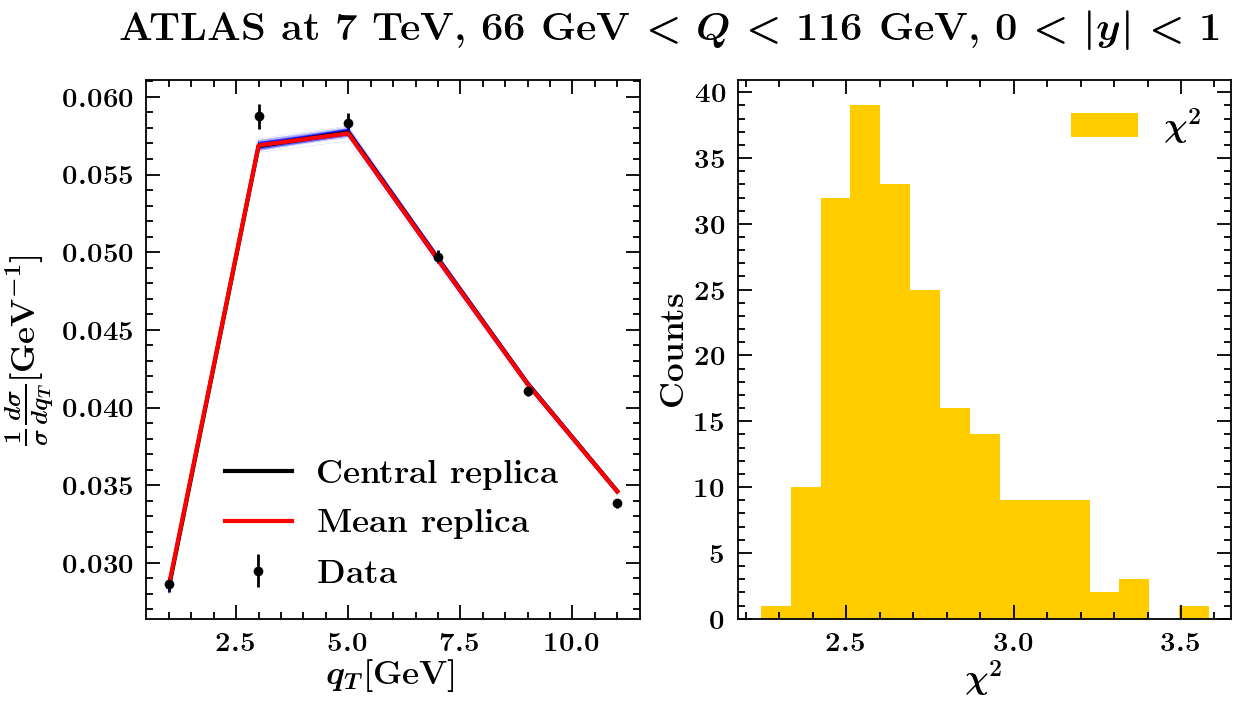 ATLAS at 7 TeV, 66 GeV < Q < 116 GeV, 0 < |y| < 1
0.060
0.055
0.050
0.045
0.040
0.035
0.030
1/σ dσ/dq_T [GeV⁻¹]
Central replica
Mean replica
Data
2.5 5.0 7.5 10.0
q_T[GeV]
40
35
30
25
20
15
10
5
0
Counts
χ²
2.5 3.0 3.5
χ²